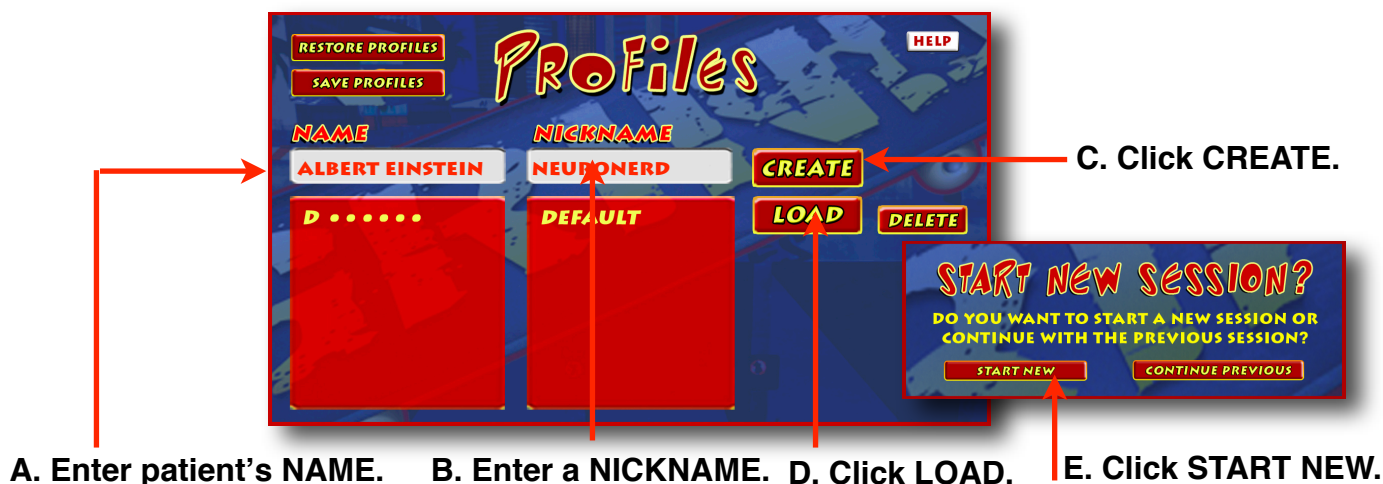 RESTORE PROFILES
SAVE PROFILES
PRoFiles
HELP
NAME
NICKNAME
ALBERT EINSTEIN
NEURONERD
CREATE
C. Click CREATE.
D ••••••
DEFAULT
LOAD
DELETE
START NEW SESSION?
DO YOU WANT TO START A NEW SESSION OR
CONTINUE WITH THE PREVIOUS SESSION?
START NEW
CONTINUE PREVIOUS
A. Enter patient’s NAME.
B. Enter a NICKNAME.
D. Click LOAD.
E. Click START NEW.